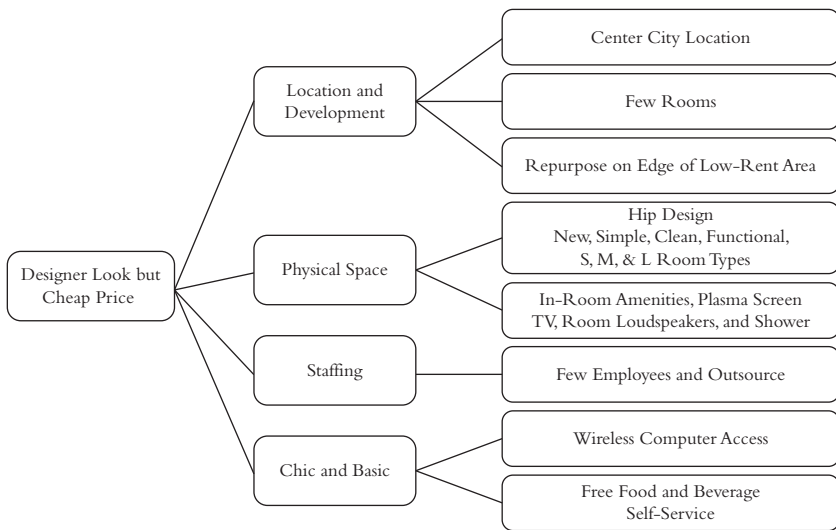 Designer Look but
Cheap Price
Location and
Development
Center City Location
Few Rooms
Repurpose on Edge of Low-Rent Area
Physical Space
Hip Design
New, Simple, Clean, Functional,
S, M, & L Room Types
In-Room Amenities, Plasma Screen
TV, Room Loudspeakers, and Shower
Staffing
Few Employees and Outsource
Chic and Basic
Wireless Computer Access
Free Food and Beverage
Self-Service